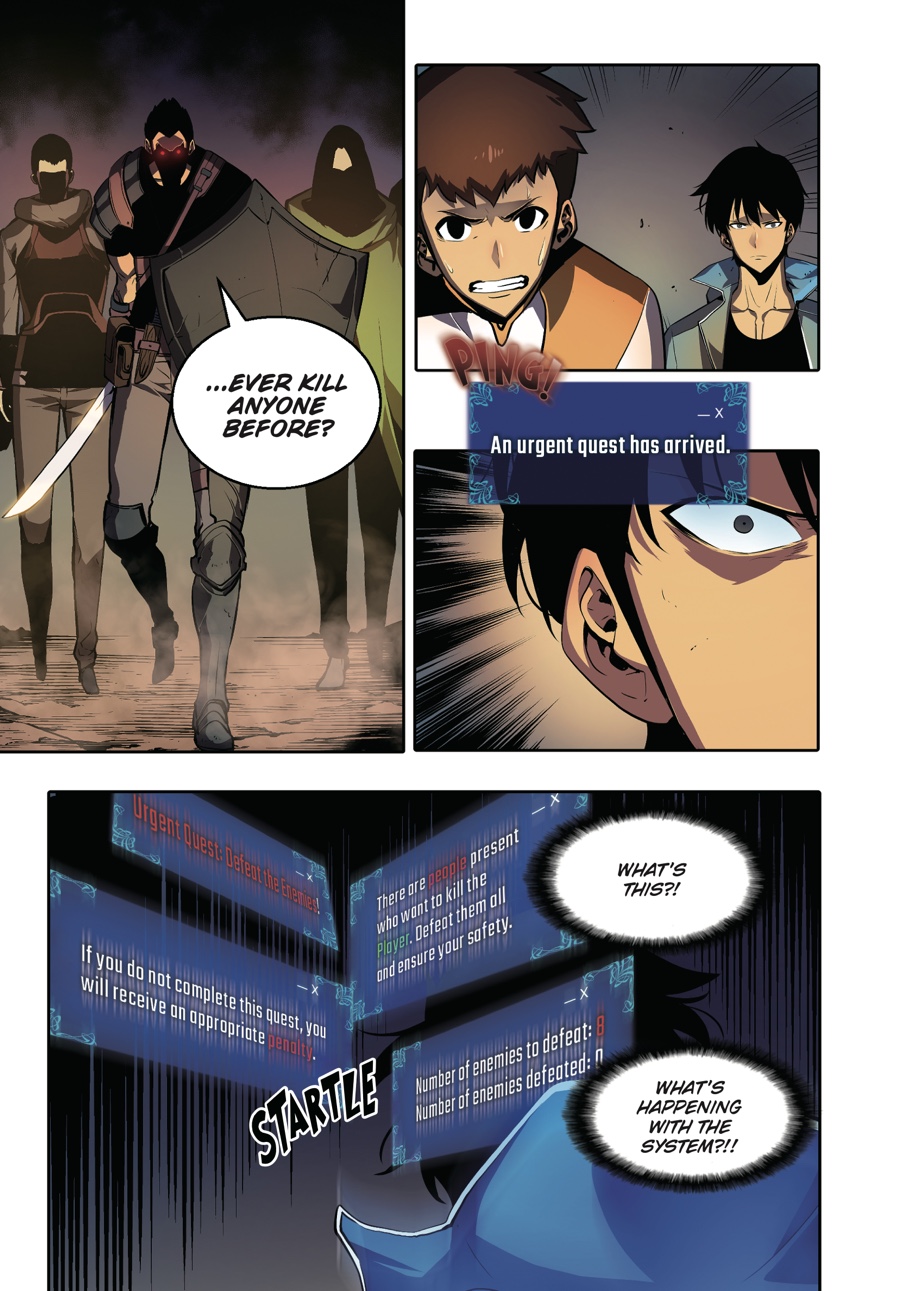 ...EVER KILL
ANYONE
BEFORE?
PING!
An urgent quest has arrived.
Urgent Quest: Defeat the Enemies!
There are people present
who want to kill the
Player. Defeat them all
and ensure your safety.
WHAT'S
THIS?!
If you do not complete this quest, you
will receive an appropriate penalty.
Number of enemies to defeat: 8
Number of enemies defeated: 0
STARTLE
WHAT'S
HAPPENING
WITH THE
SYSTEM?!!